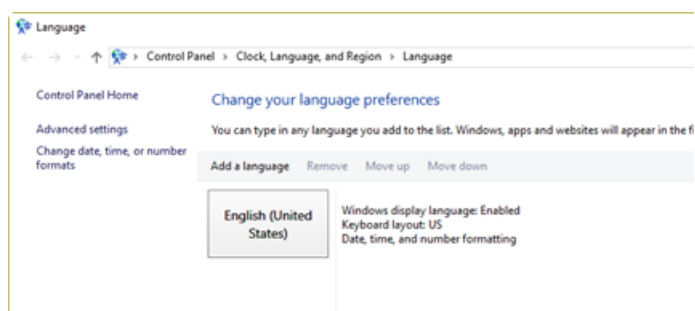 Language
Control Panel > Clock, Language, and Region > Language
Control Panel Home
Advanced settings
Change date, time, or number
formats
Change your language preferences
You can type in any language you add to the list. Windows, apps and websites will appear in the
Add a language Remove Move up Move down
English (United
States)
Windows display language: Enabled
Keyboard layout: US
Date, time, and number formatting